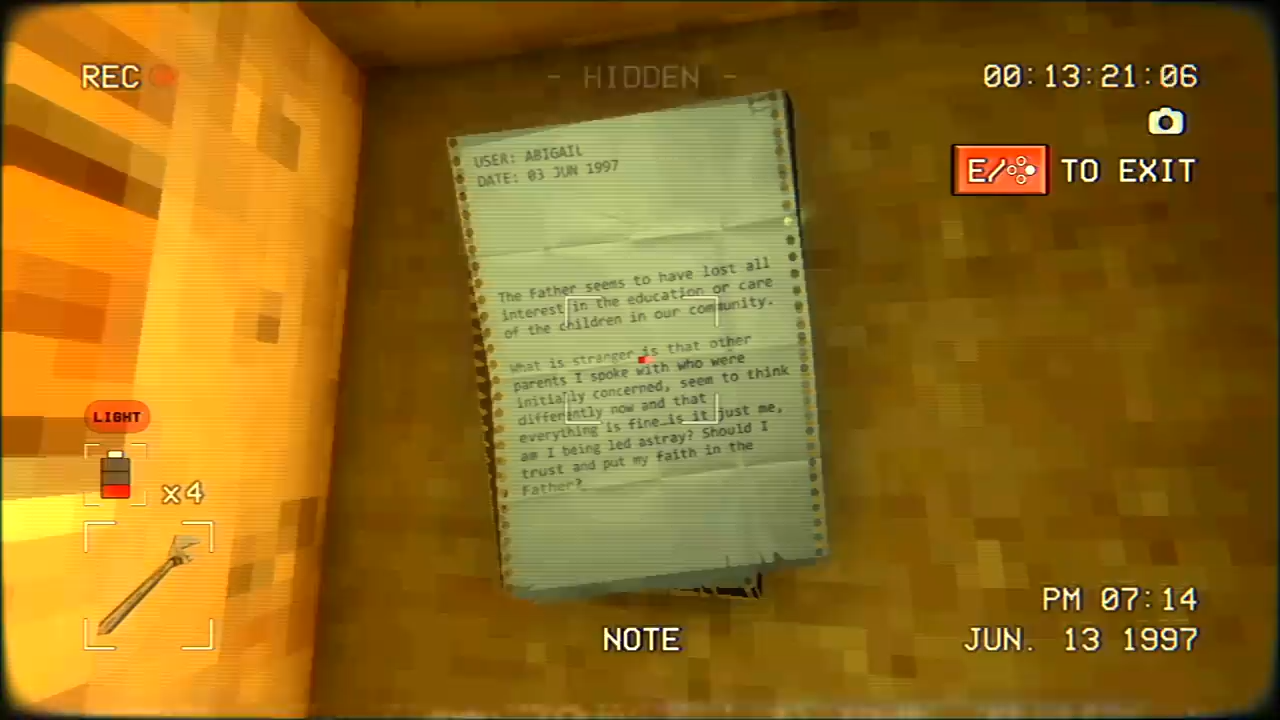 REC
- HIDDEN -
00:13:21:06
E/ TO EXIT
USER: ABIGAIL
DATE: 03 JUN 1997
The Father seems to have lost all
interest in the education or care
of the children in our community.
What is stranger is that other
parents I spoke with who were
initially concerned, seem to think
differently now and that
everything is fine…is it just me,
am I being led astray? Should I
trust and put my faith in the
Father?
LIGHT
x4
NOTE
PM 07:14
JUN. 13 1997